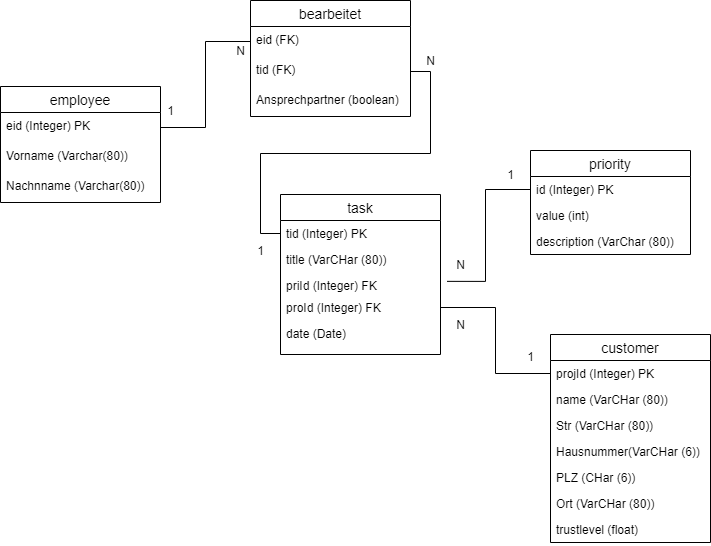 bearbeitet
eid (FK)
N
tid (FK)
N
Ansprechpartner (boolean)
employee
1
eid (Integer) PK
Vorname (Varchar(80))
Nachnname (Varchar(80))
priority
1
id (Integer) PK
value (int)
description (VarChar (80))
task
tid (Integer) PK
1
title (VarCHar (80))
N
priId (Integer) FK
proId (Integer) FK
N
date (Date)
customer
1
projId (Integer) PK
name (VarCHar (80))
Str (VarCHar (80))
Hausnummer(VarCHar (6))
PLZ (CHar (6))
Ort (VarCHar (80))
trustlevel (float)